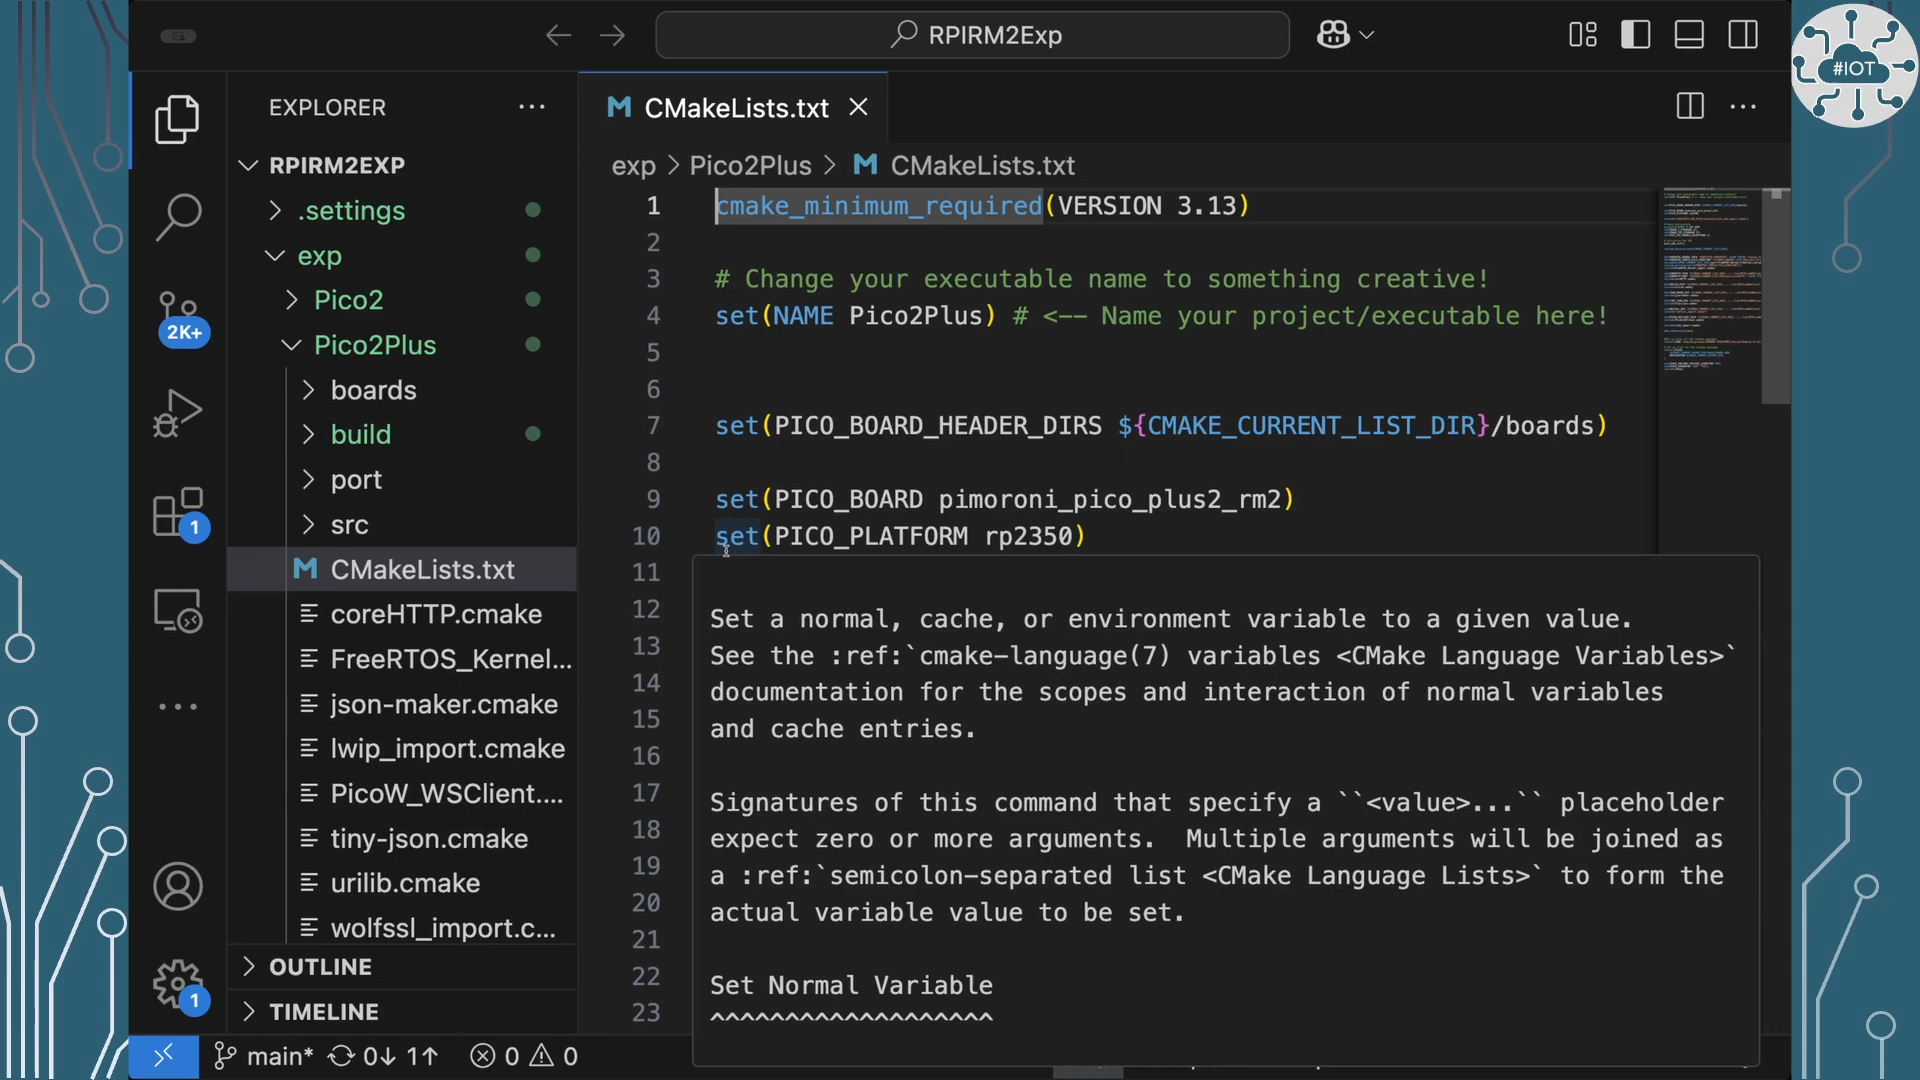 RPIRM2Exp
#IOT
EXPLORER
CMakeLists.txt
RPIRM2EXP
exp > Pico2Plus > CMakeLists.txt
.settings
exp
Pico2
Pico2Plus
boards
build
port
src
CMakeLists.txt
coreHTTP.cmake
FreeRTOS_Kernel...
json-maker.cmake
lwip_import.cmake
PicoW_WSClient....
tiny-json.cmake
urilib.cmake
wolfssl_import.c...
OUTLINE
TIMELINE
2K+
1
1
1 cmake_minimum_required(VERSION 3.13)
2
3 # Change your executable name to something creative!
4 set(NAME Pico2Plus) # <-- Name your project/executable here!
5
6
7 set(PICO_BOARD_HEADER_DIRS ${CMAKE_CURRENT_LIST_DIR}/boards)
8
9 set(PICO_BOARD pimoroni_pico_plus2_rm2)
10 set(PICO_PLATFORM rp2350)
11
12
13
14
15
16
17
18
19
20
21
22
23
Set a normal, cache, or environment variable to a given value.
See the :ref:`cmake-language(7) variables <CMake Language Variables>`
documentation for the scopes and interaction of normal variables
and cache entries.
Signatures of this command that specify a ``<value>...`` placeholder
expect zero or more arguments.  Multiple arguments will be joined as
a :ref:`semicolon-separated list <CMake Language Lists>` to form the
actual variable value to be set.
Set Normal Variable
^^^^^^^^^^^^^^^^^^^
main* 0↓ 1↑ 0 0